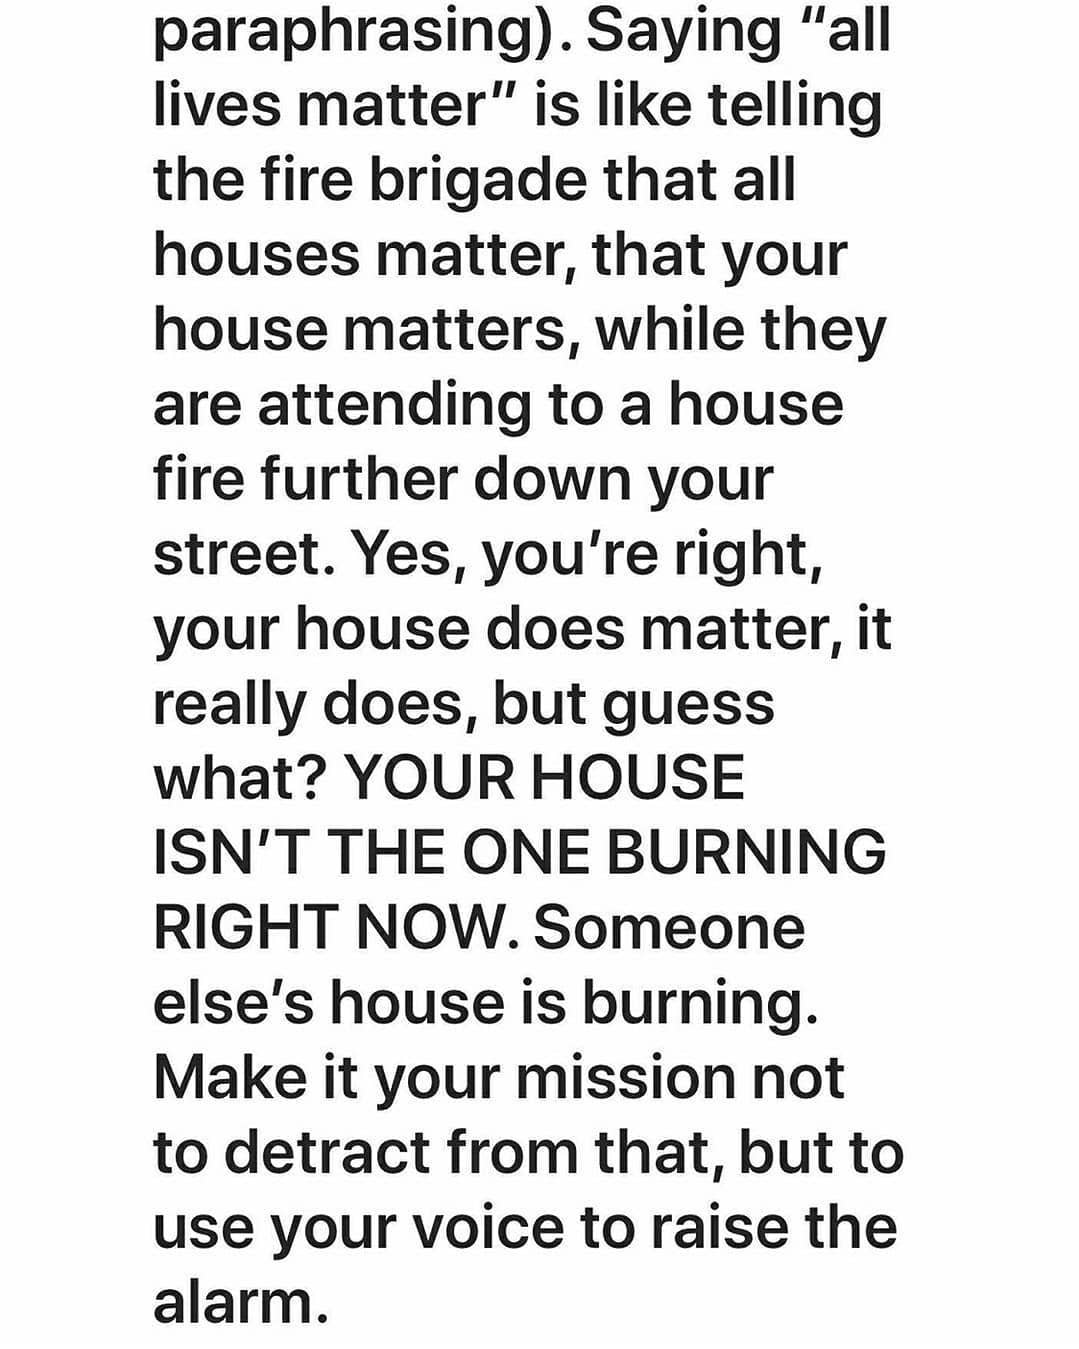 paraphrasing). Saying “all
lives matter” is like telling
the fire brigade that all
houses matter, that your
house matters, while they
are attending to a house
fire further down your
street. Yes, you’re right,
your house does matter, it
really does, but guess
what? YOUR HOUSE
ISN’T THE ONE BURNING
RIGHT NOW. Someone
else’s house is burning.
Make it your mission not
to detract from that, but to
use your voice to raise the
alarm.